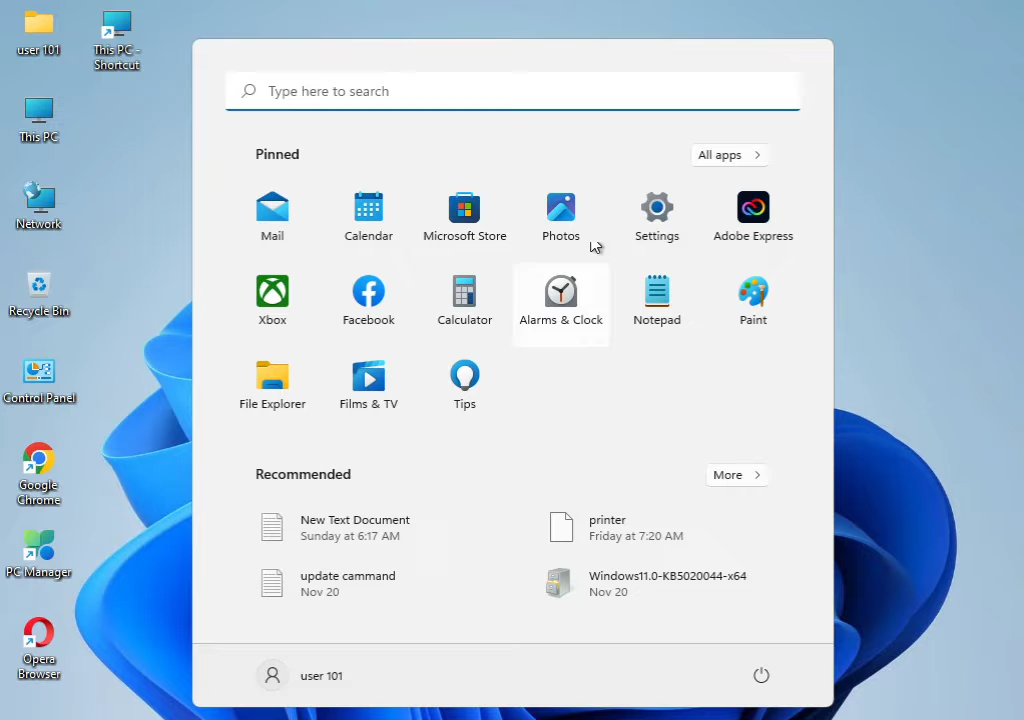 user 101
This PC -
Shortcut
This PC
Network
Recycle Bin
Control Panel
Google
Chrome
PC Manager
Opera
Browser
Type here to search
Pinned
All apps >
Mail
Calendar
Microsoft Store
Photos
Settings
Adobe Express
Xbox
Facebook
Calculator
Alarms & Clock
Notepad
Paint
File Explorer
Films & TV
Tips
Recommended
More >
New Text Document
Sunday at 6:17 AM
printer
Friday at 7:20 AM
update cammand
Nov 20
Windows11.0-KB5020044-x64
Nov 20
user 101